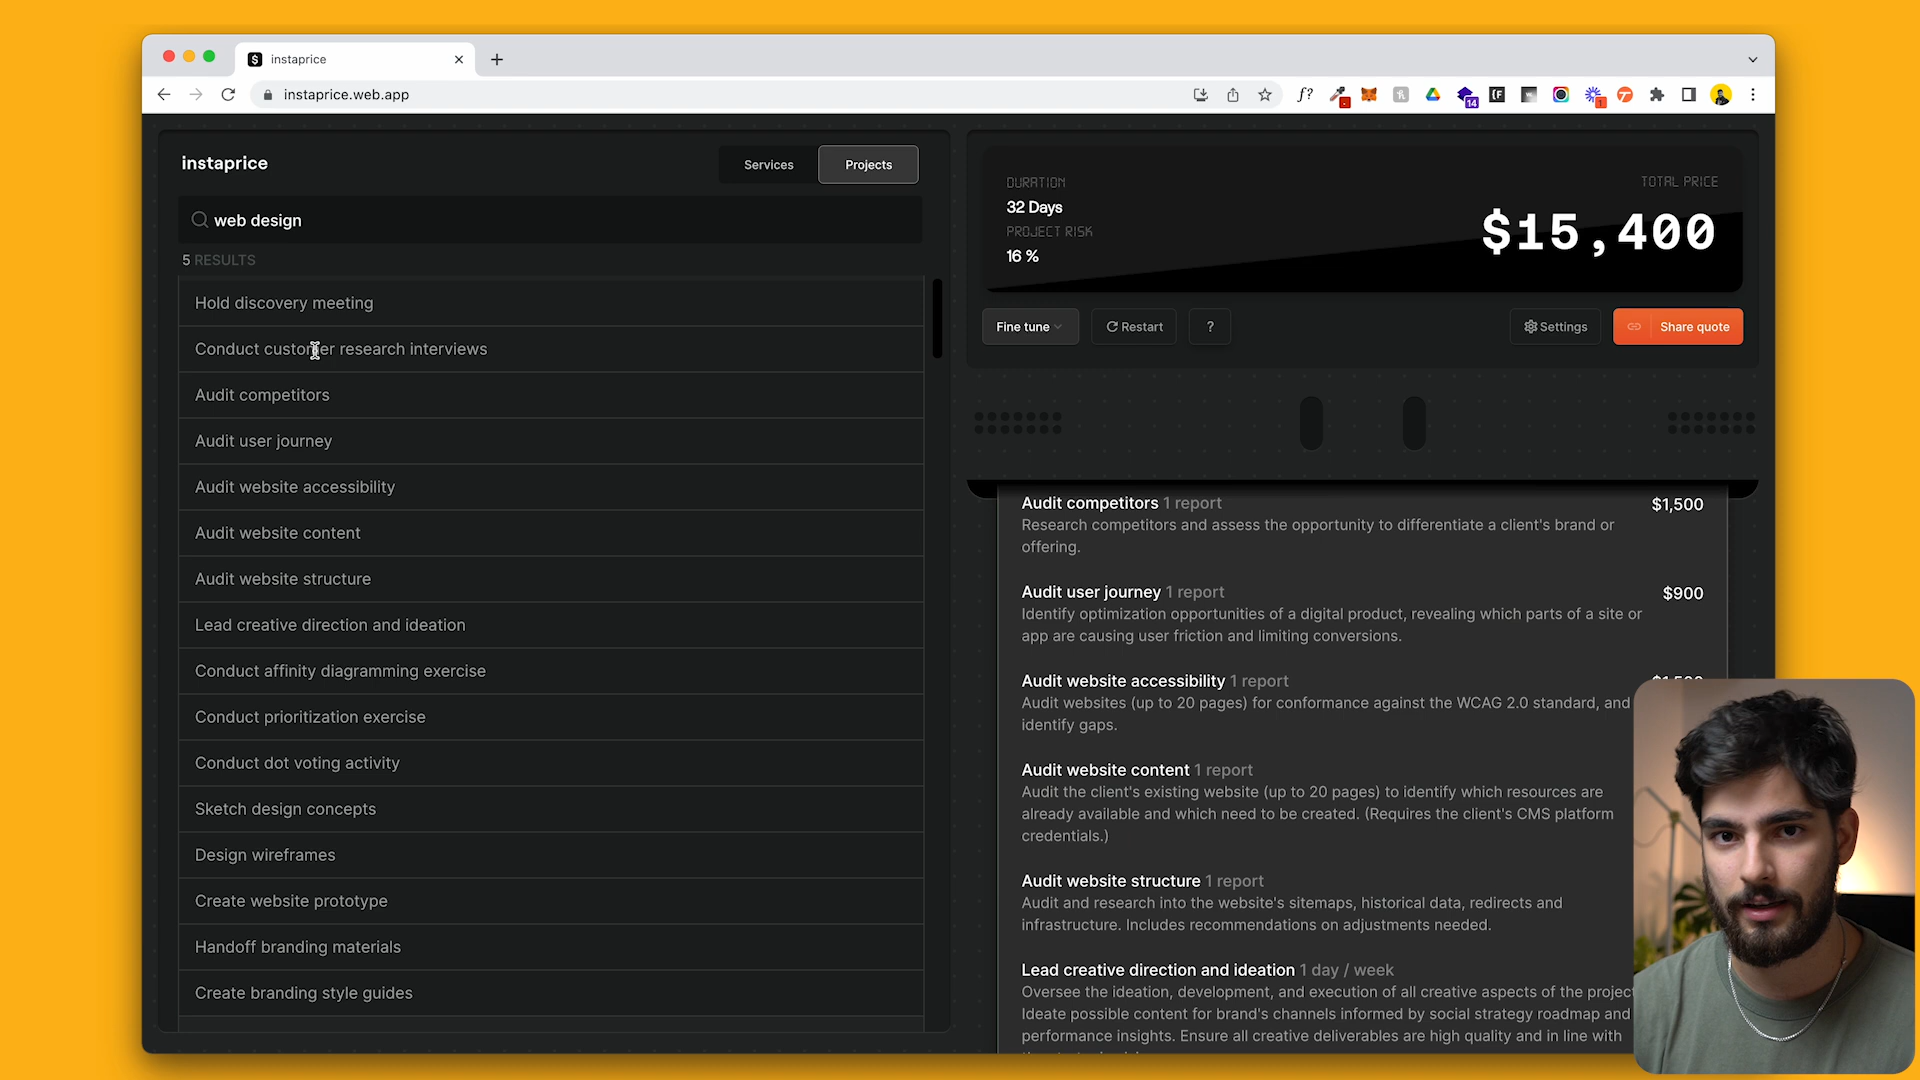 instaprice
instaprice.web.app
f?
14
1
instaprice
Services
Projects
web design
5 RESULTS
Hold discovery meeting
Conduct customer research interviews
Audit competitors
Audit user journey
Audit website accessibility
Audit website content
Audit website structure
Lead creative direction and ideation
Conduct affinity diagramming exercise
Conduct prioritization exercise
Conduct dot voting activity
Sketch design concepts
Design wireframes
Create website prototype
Handoff branding materials
Create branding style guides
DURATION
32 Days
PROJECT RISK
16 %
TOTAL PRICE
$15,400
Fine tune
Restart
?
Settings
Share quote
Audit competitors 1 report
$1,500
Research competitors and assess the opportunity to differentiate a client's brand or
offering.
Audit user journey 1 report
$900
Identify optimization opportunities of a digital product, revealing which parts of a site or
app are causing user friction and limiting conversions.
Audit website accessibility 1 report
Audit websites (up to 20 pages) for conformance against the WCAG 2.0 standard, and
identify gaps.
Audit website content 1 report
Audit the client's existing website (up to 20 pages) to identify which resources are
already available and which need to be created. (Requires the client's CMS platform
credentials.)
Audit website structure 1 report
Audit and research into the website's sitemaps, historical data, redirects and
infrastructure. Includes recommendations on adjustments needed.
Lead creative direction and ideation 1 day / week
Oversee the ideation, development, and execution of all creative aspects of the project
Ideate possible content for brand's channels informed by social strategy roadmap and
performance insights. Ensure all creative deliverables are high quality and in line with